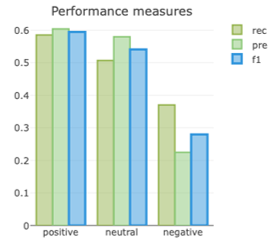 Performance measures
rec
pre
f1
0.6
0.5
0.4
0.3
0.2
0.1
0
positive neutral negative